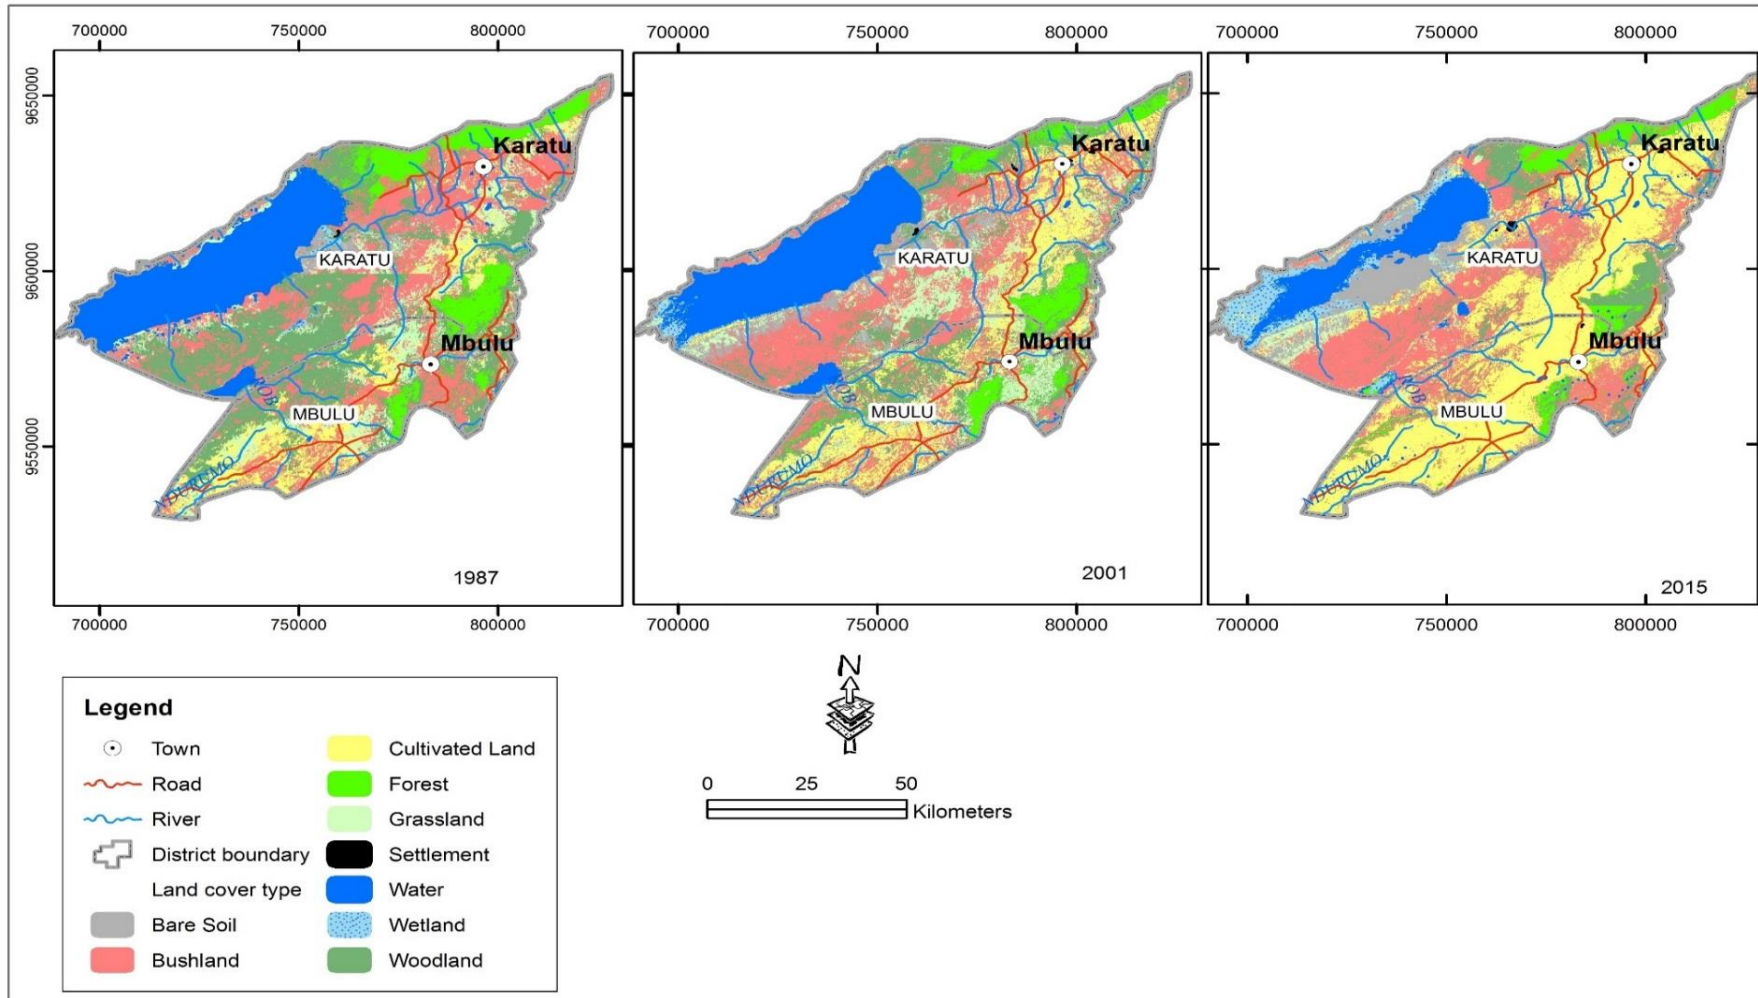 700000 750000 800000
700000 750000 800000
700000 750000 800000
9650000
9600000
9550000
Karatu
KARATU
Mbulu
MBULU
NDURUMO
1987
Karatu
KARATU
Mbulu
MBULU
NDURUMO
2001
Karatu
KARATU
Mbulu
MBULU
NDURUMO
2015
700000 750000 800000
700000 750000 800000
700000 750000 800000
N
0 25 50
Kilometers
Legend
Town
Road
River
District boundary
Land cover type
Bare Soil
Bushland
Cultivated Land
Forest
Grassland
Settlement
Water
Wetland
Woodland